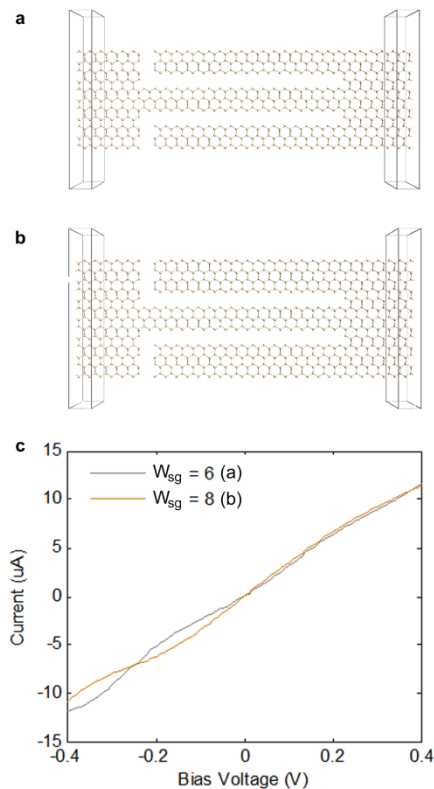 a
b
c
15
10
5
0
-5
-10
-15
W_sg = 6 (a)
W_sg = 8 (b)
Current (uA)
-0.4
-0.2
0
0.2
0.4
Bias Voltage (V)